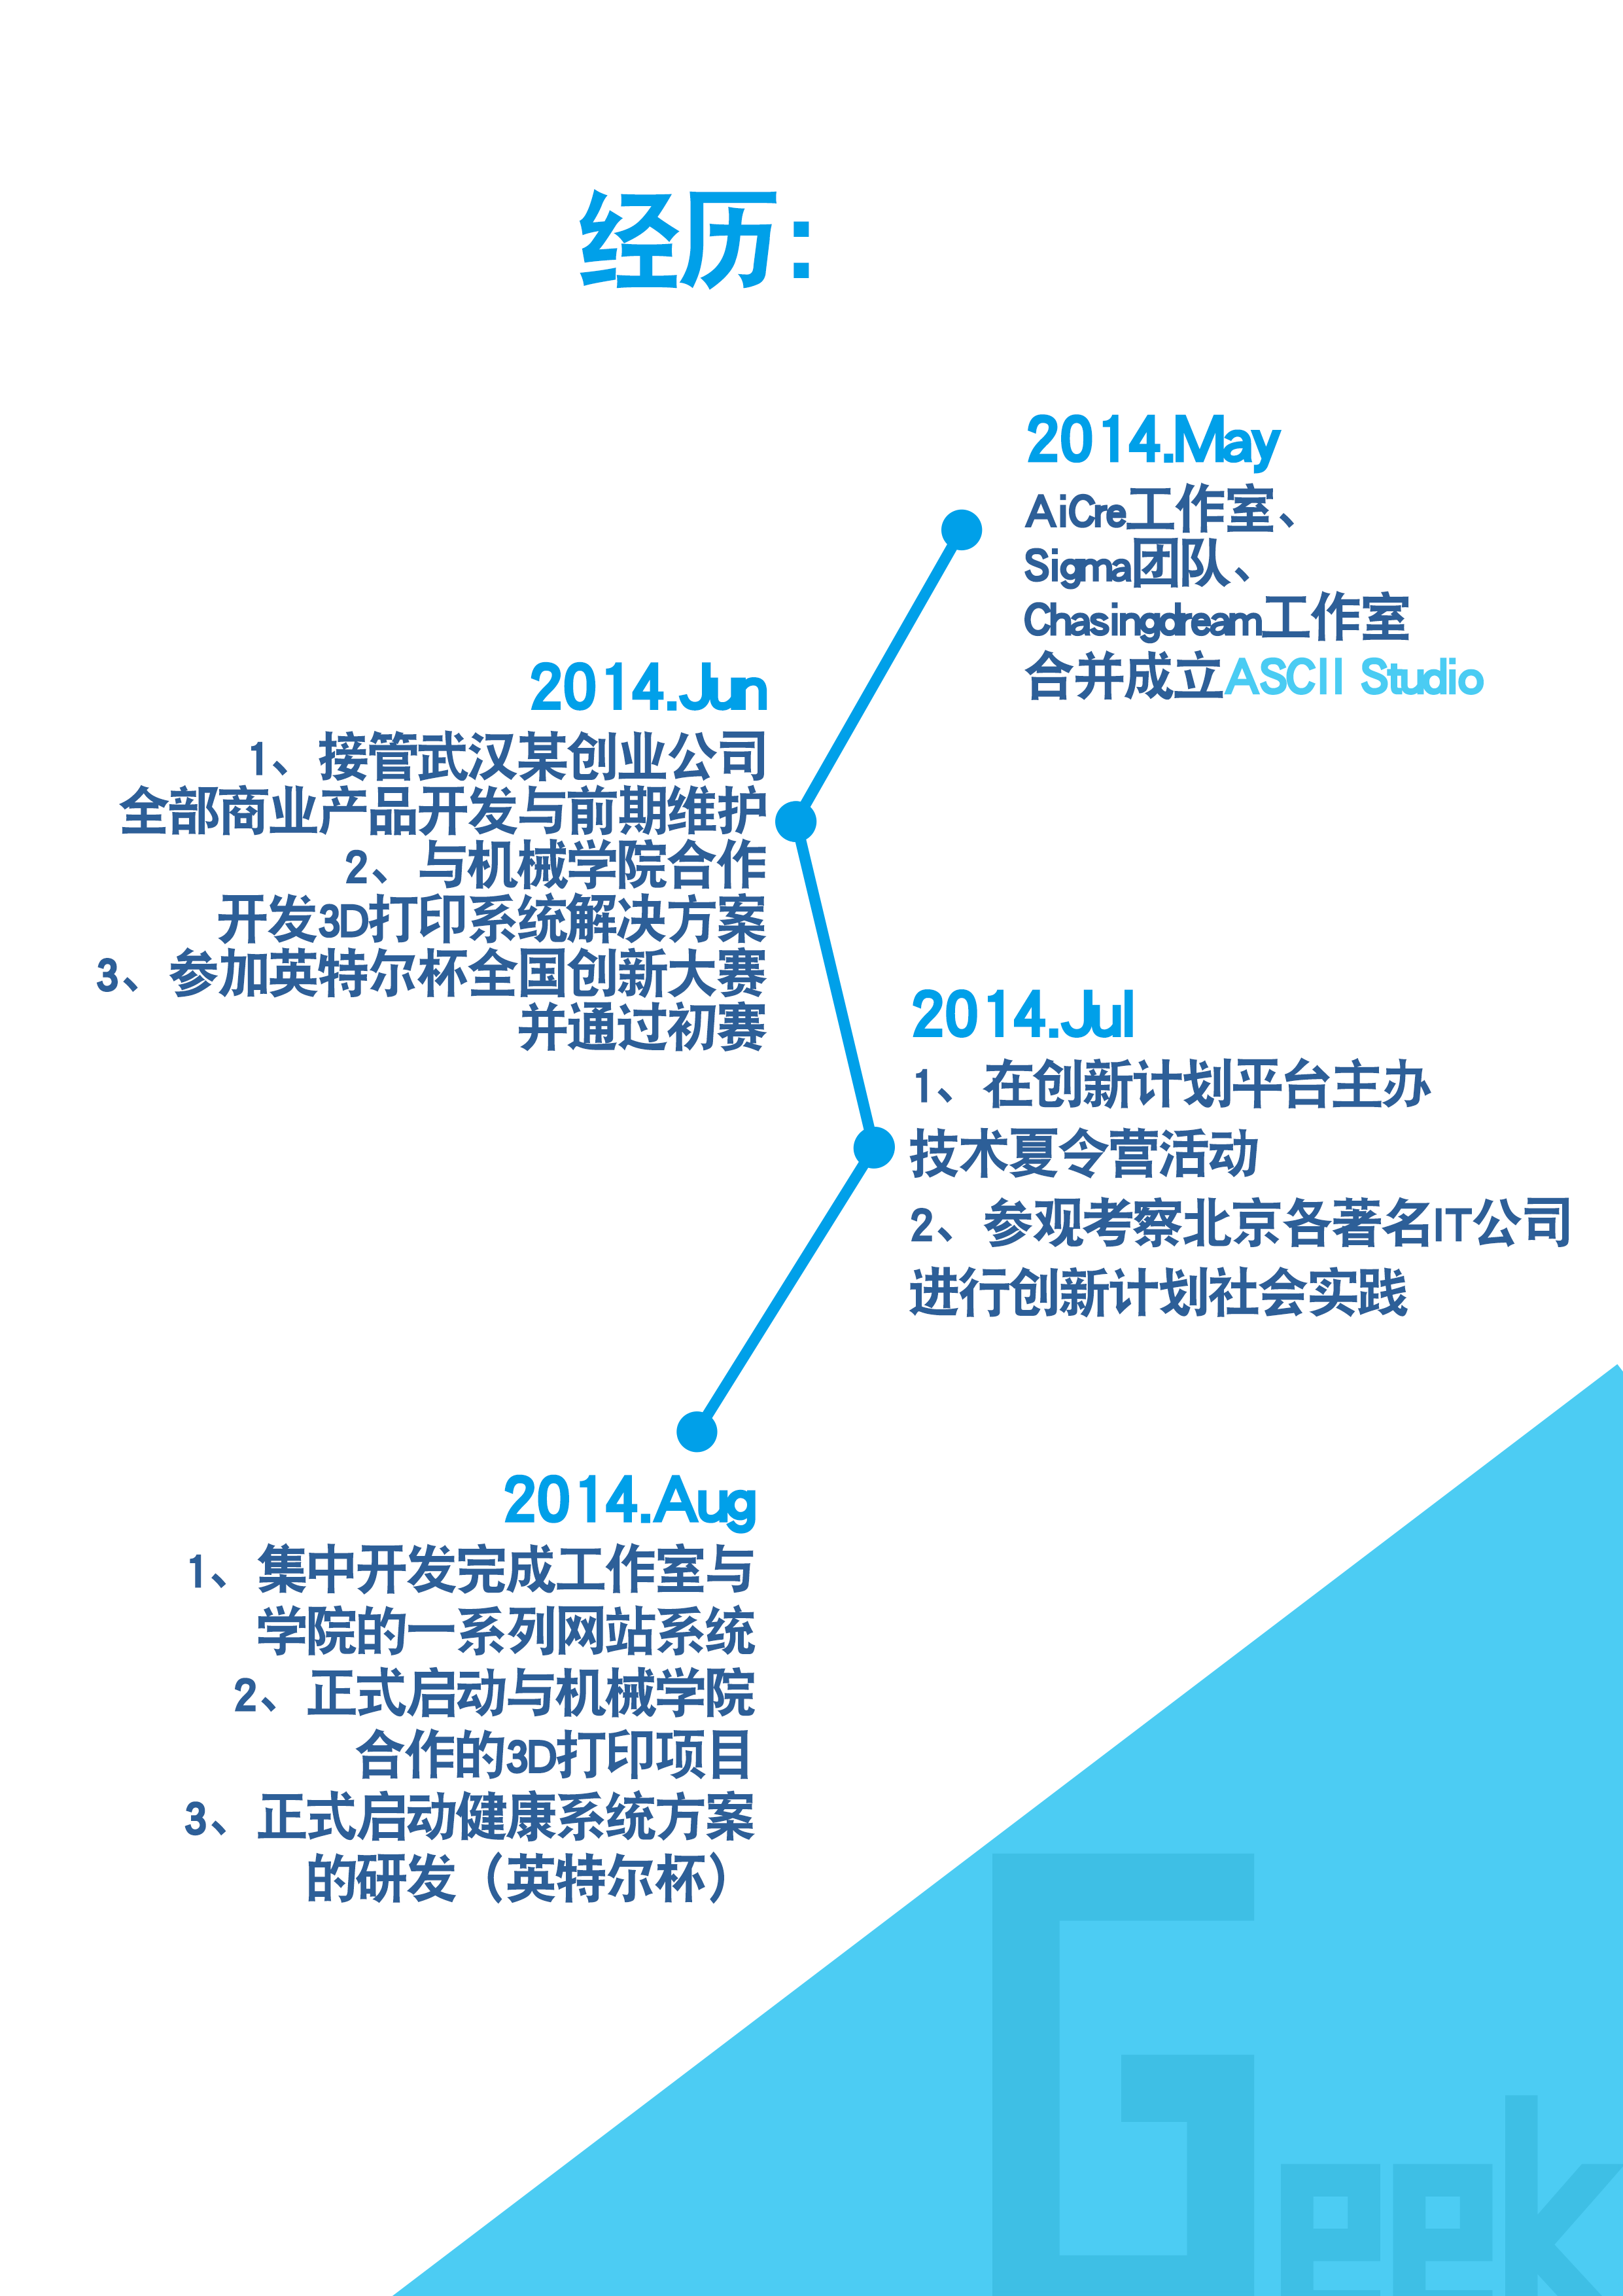 经历：
2014.May
AiCre工作室、
Sigma团队、
Chasingdream工作室
合并成立ASCII Studio
2014.Jun
1、接管武汉某创业公司
全部商业产品开发与前期维护
2、与机械学院合作
开发3D打印系统解决方案
3、参加英特尔杯全国创新大赛
并通过初赛
2014.Jul
1、在创新计划平台主办
技术夏令营活动
2、参观考察北京各著名IT公司
进行创新计划社会实践
2014.Aug
1、集中开发完成工作室与
学院的一系列网站系统
2、正式启动与机械学院
合作的3D打印项目
3、正式启动健康系统方案
的研发（英特尔杯）
Geek